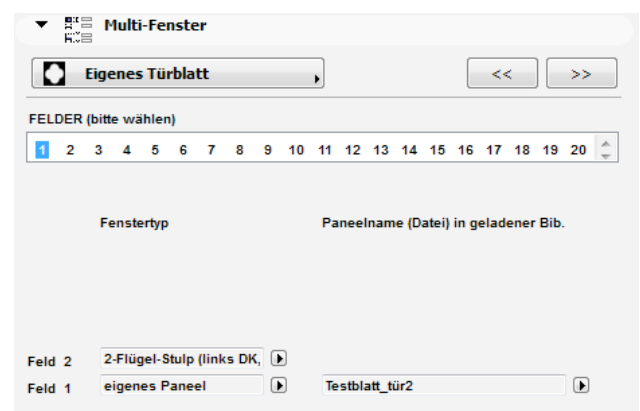 Multi-Fenster
Eigenes Türblatt << >>
FELDER (bitte wählen)
1 2 3 4 5 6 7 8 9 10 11 12 13 14 15 16 17 18 19 20
Fenstertyp Paneelname (Datei) in geladener Bib.
Feld 2 2-Flügel-Stulp (links DK,
Feld 1 eigenes Paneel Testblatt_tür2